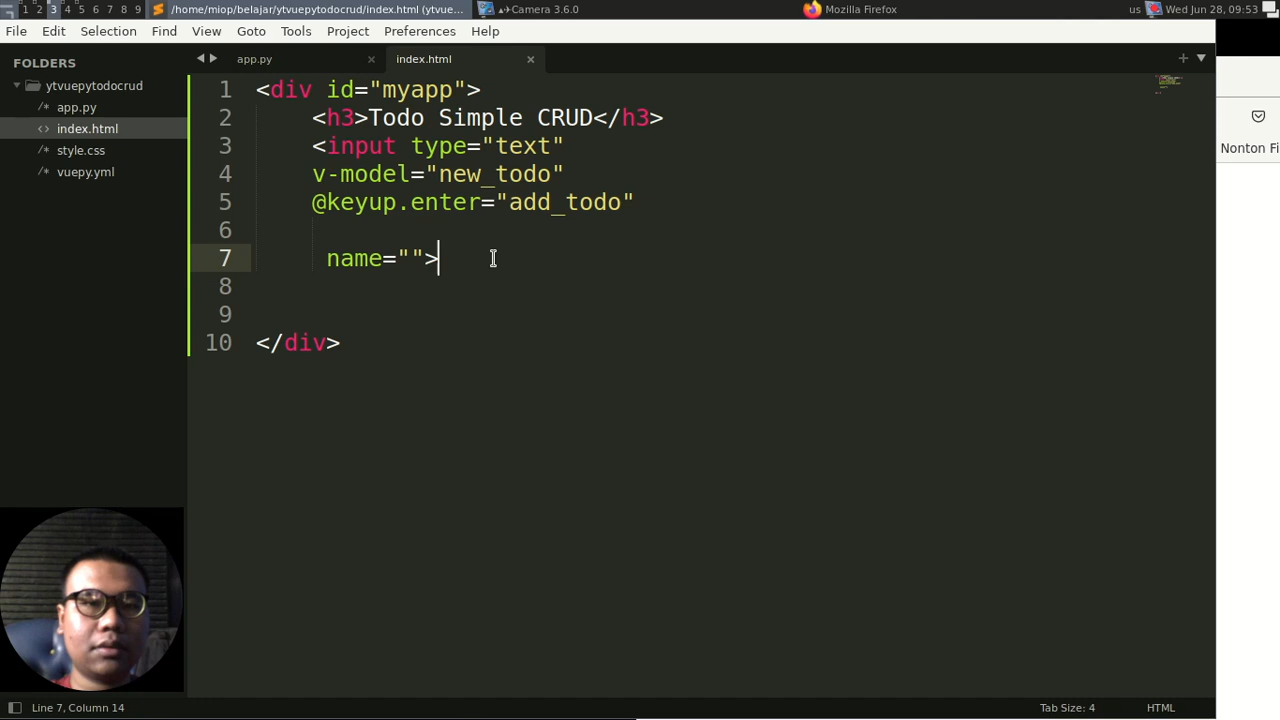 1 2 3 4 5 6 7 8 9 /home/miop/belajar/ytvuepytodocrud/index.html (ytvue... Camera 3.6.0 Mozilla Firefox us Wed Jun 28, 09:53
File Edit Selection Find View Goto Tools Project Preferences Help
FOLDERS
ytvuepytodocrud
app.py
index.html
style.css
vuepy.yml
app.py × index.html ×
1 <div id="myapp">
2 <h3>Todo Simple CRUD</h3>
3 <input type="text"
4 v-model="new_todo"
5 @keyup.enter="add_todo"
6
7 name="">
8
9
10 </div>
Nonton Fi
Line 7, Column 14 Tab Size: 4 HTML